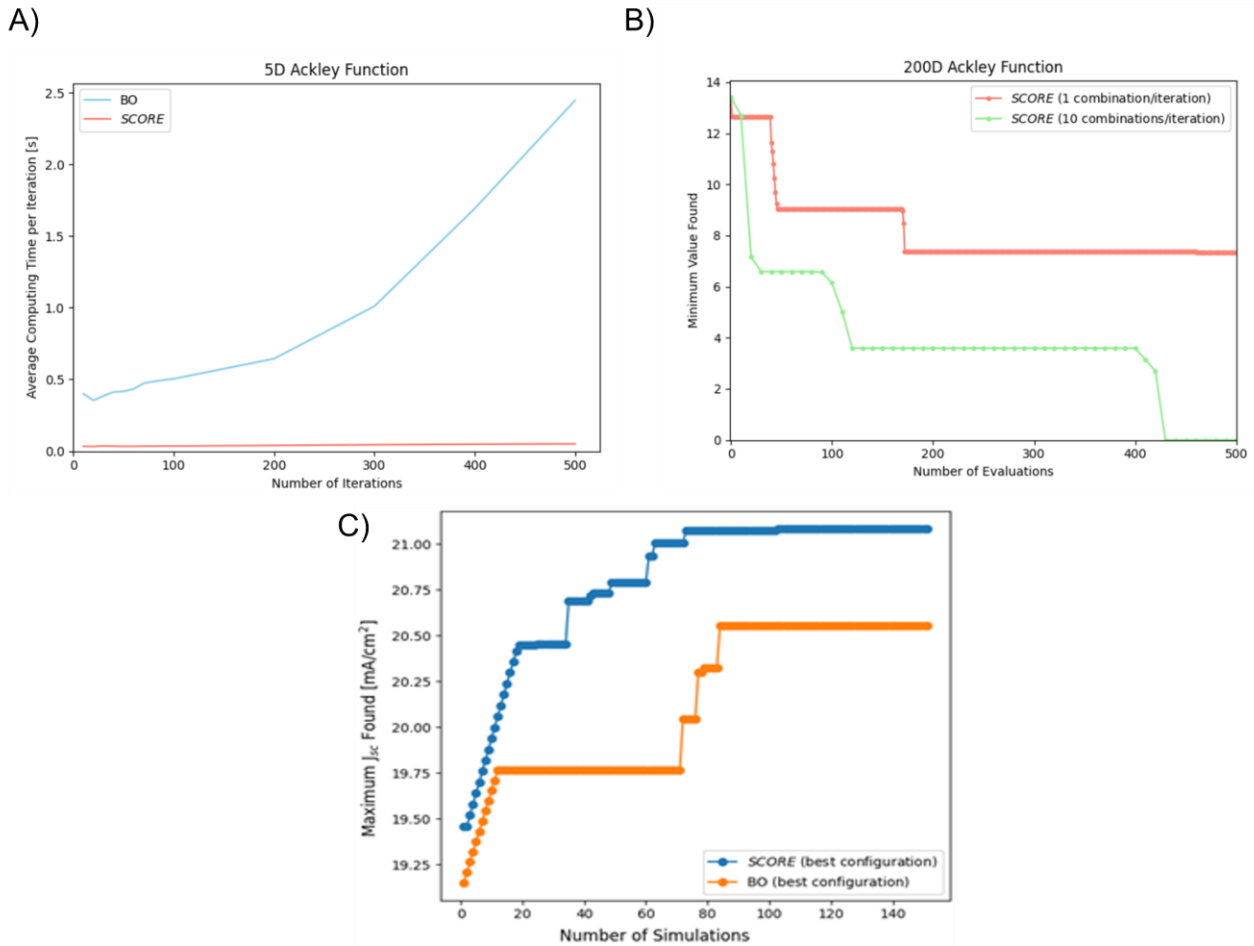 A)
5D Ackley Function
BO
SCORE
Average Computing Time per Iteration [s]
2.5
2.0
1.5
1.0
0.5
0.0
0 100 200 300 400 500
Number of Iterations
B)
200D Ackley Function
SCORE (1 combination/iteration)
SCORE (10 combinations/iteration)
Minimum Value Found
14
12
10
8
6
4
2
0
0 100 200 300 400 500
Number of Evaluations
C)
Maximum Jsc Found [mA/cm²]
21.00
20.75
20.50
20.25
20.00
19.75
19.50
19.25
SCORE (best configuration)
BO (best configuration)
0 20 40 60 80 100 120 140
Number of Simulations